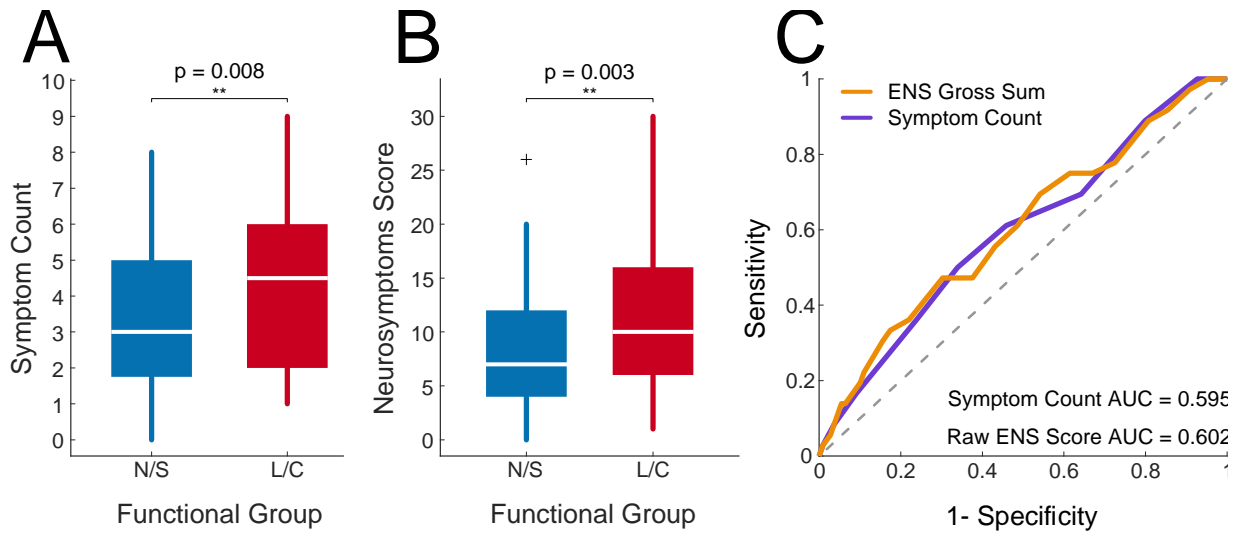 A
p = 0.008
**
10
9
8
7
6
5
4
3
2
1
0
Symptom Count
N/S
L/C
Functional Group
B
p = 0.003
**
30
25
20
15
10
5
0
Neurosymptoms Score
N/S
L/C
Functional Group
C
ENS Gross Sum
Symptom Count
1
0.8
0.6
0.4
0.2
0
Sensitivity
Symptom Count AUC = 0.595
Raw ENS Score AUC = 0.602
0
0.2
0.4
0.6
0.8
1
1- Specificity